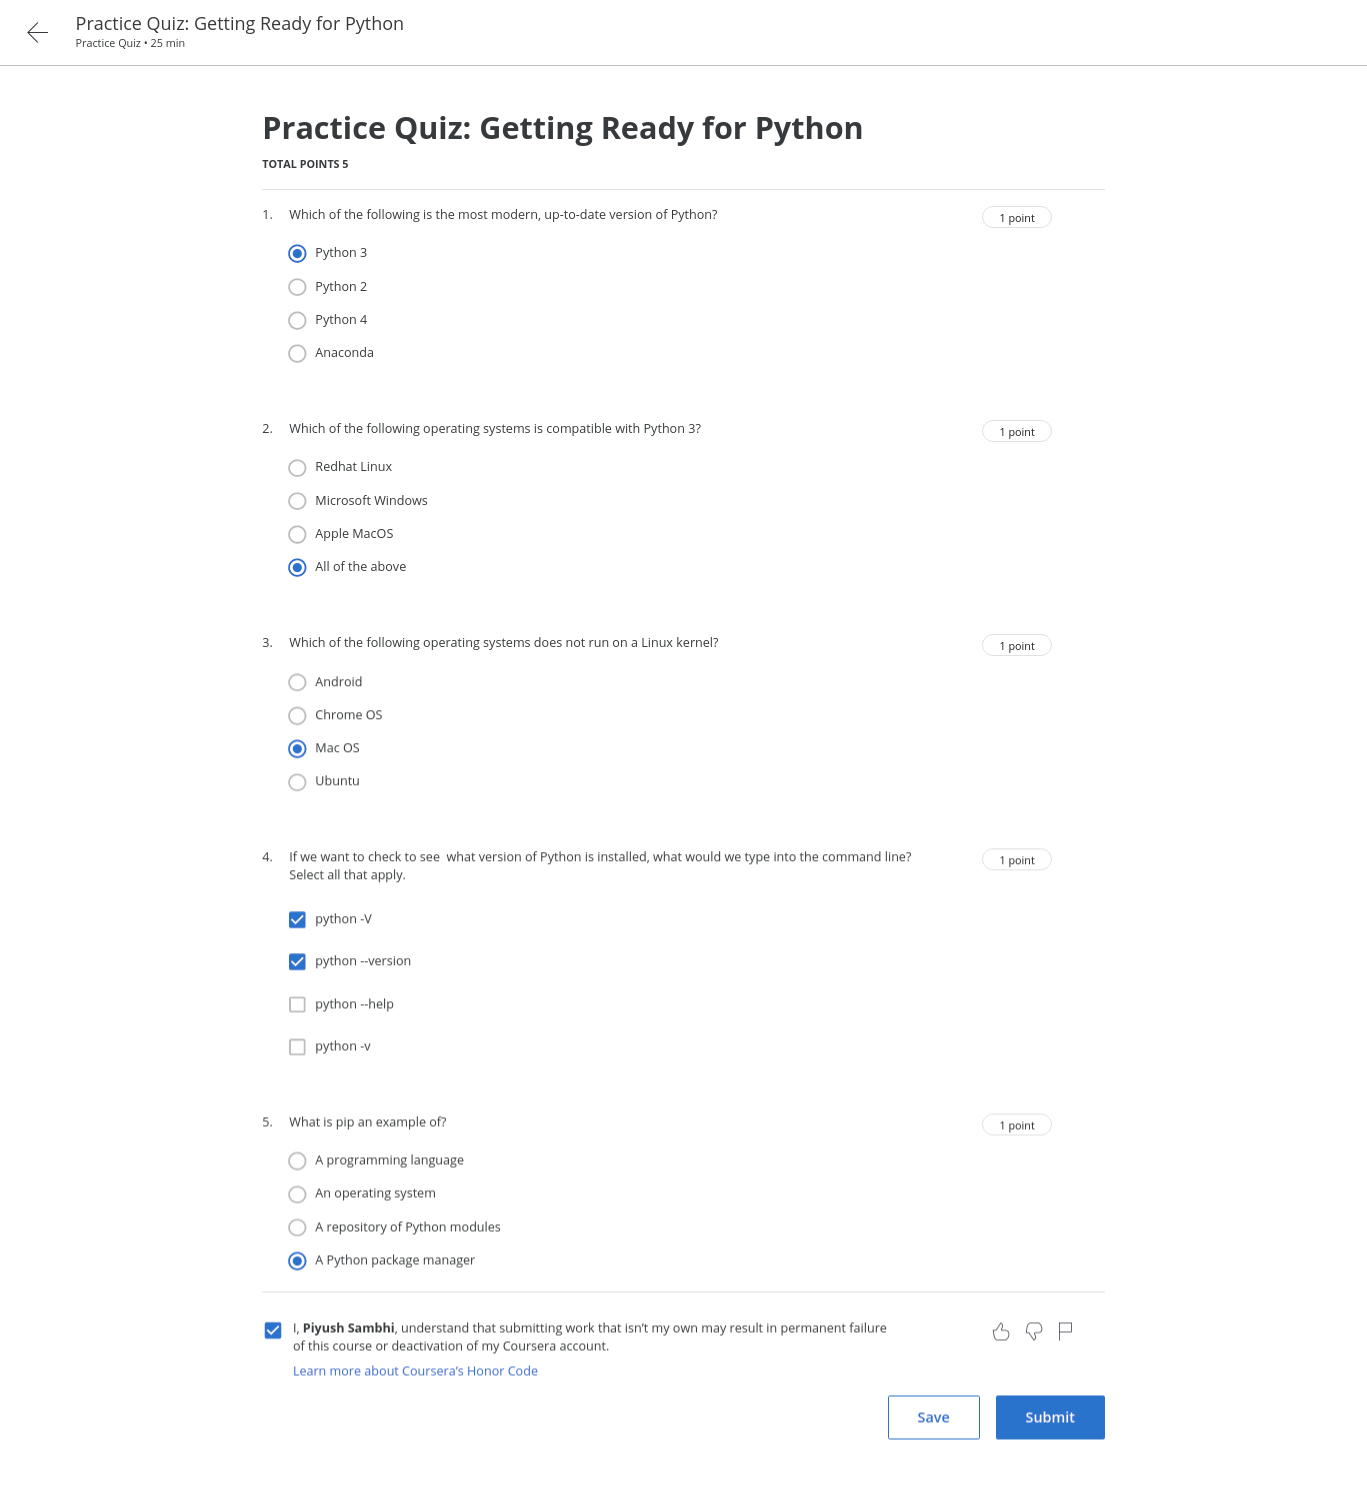 Practice Quiz: Getting Ready for Python
Practice Quiz • 25 min
Practice Quiz: Getting Ready for Python
TOTAL POINTS 5
1. Which of the following is the most modern, up-to-date version of Python? 1 point
Python 3
Python 2
Python 4
Anaconda
2. Which of the following operating systems is compatible with Python 3? 1 point
Redhat Linux
Microsoft Windows
Apple MacOS
All of the above
3. Which of the following operating systems does not run on a Linux kernel? 1 point
Android
Chrome OS
Mac OS
Ubuntu
4. If we want to check to see  what version of Python is installed, what would we type into the command line? 1 point
Select all that apply.
python -V
python --version
python --help
python -v
5. What is pip an example of? 1 point
A programming language
An operating system
A repository of Python modules
A Python package manager
I, Piyush Sambhi, understand that submitting work that isn’t my own may result in permanent failure
of this course or deactivation of my Coursera account.
Learn more about Coursera’s Honor Code
Save Submit